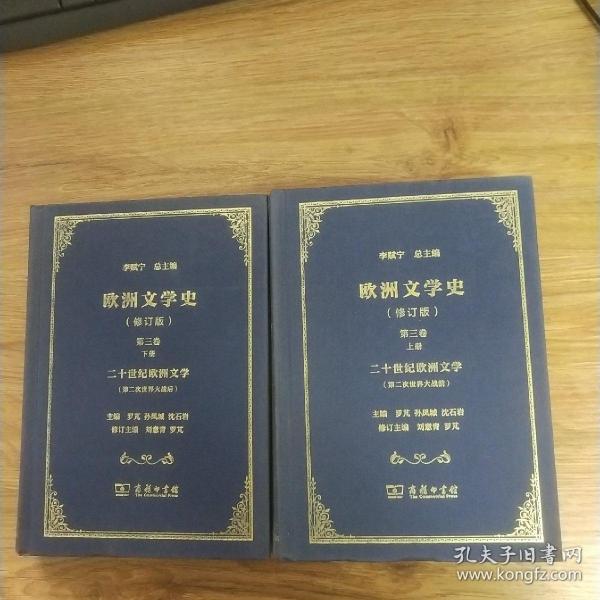 李赋宁 总主编
欧洲文学史
(修订版)
第三卷
下册
二十世纪欧洲文学
(第二次世界大战后)
主编 罗芃 孙凤城 沈石岩
修订主编 刘意青 罗芃
商务印书馆
The Commercial Press
李赋宁 总主编
欧洲文学史
(修订版)
第三卷
上册
二十世纪欧洲文学
(第二次世界大战前)
主编 罗芃 孙凤城 沈石岩
修订主编 刘意青 罗芃
商务印书馆
The Commercial Press
孔夫子旧书网
www.kongfz.com